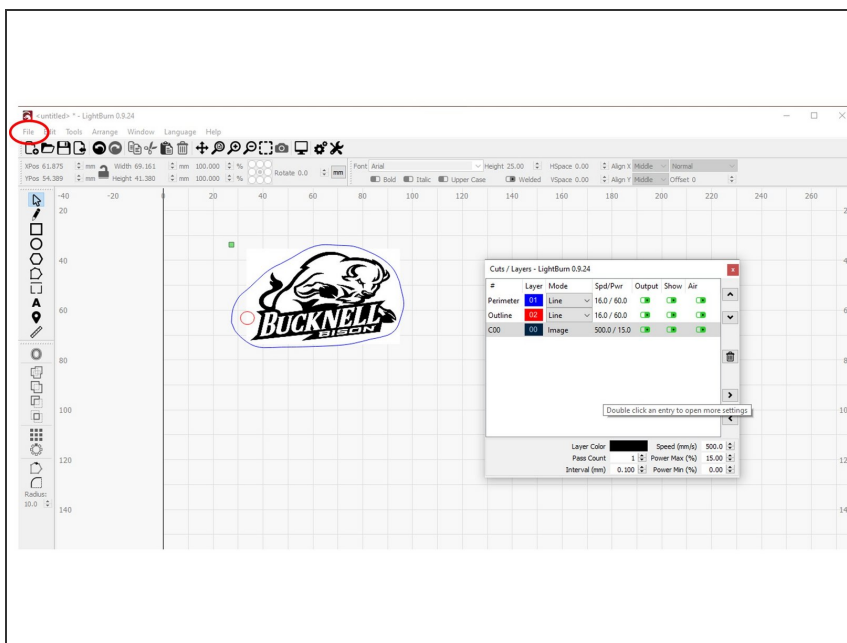 <untitled> * - LightBurn 0.9.24
File Edit Tools Arrange Window Language Help
XPos 61.875 mm Width 69.161 mm 100.000 % Rotate 0.0 mm Font Arial Height 25.00 HSpace 0.00 Align X Middle Normal
YPos 54.389 mm Height 41.380 mm 100.000 % Bold Italic Upper Case Welded VSpace 0.00 Align Y Middle Offset 0
-40 -20 0 20 40 60 80 100 120 140 160 180 200 220 240 260
20
40
60
80
100
120
140
A
BUCKNELL
BISON
Radius:
10.0
Cuts / Layers - LightBurn 0.9.24
# Layer Mode Spd/Pwr Output Show Air
Perimeter 01 Line 16.0 / 60.0
Outline 02 Line 16.0 / 60.0
C00 00 Image 500.0 / 15.0
Double click an entry to open more settings
Layer Color Speed (mm/s) 500.0
Pass Count 1 Power Max (%) 15.00
Interval (mm) 0.100 Power Min (%) 0.00